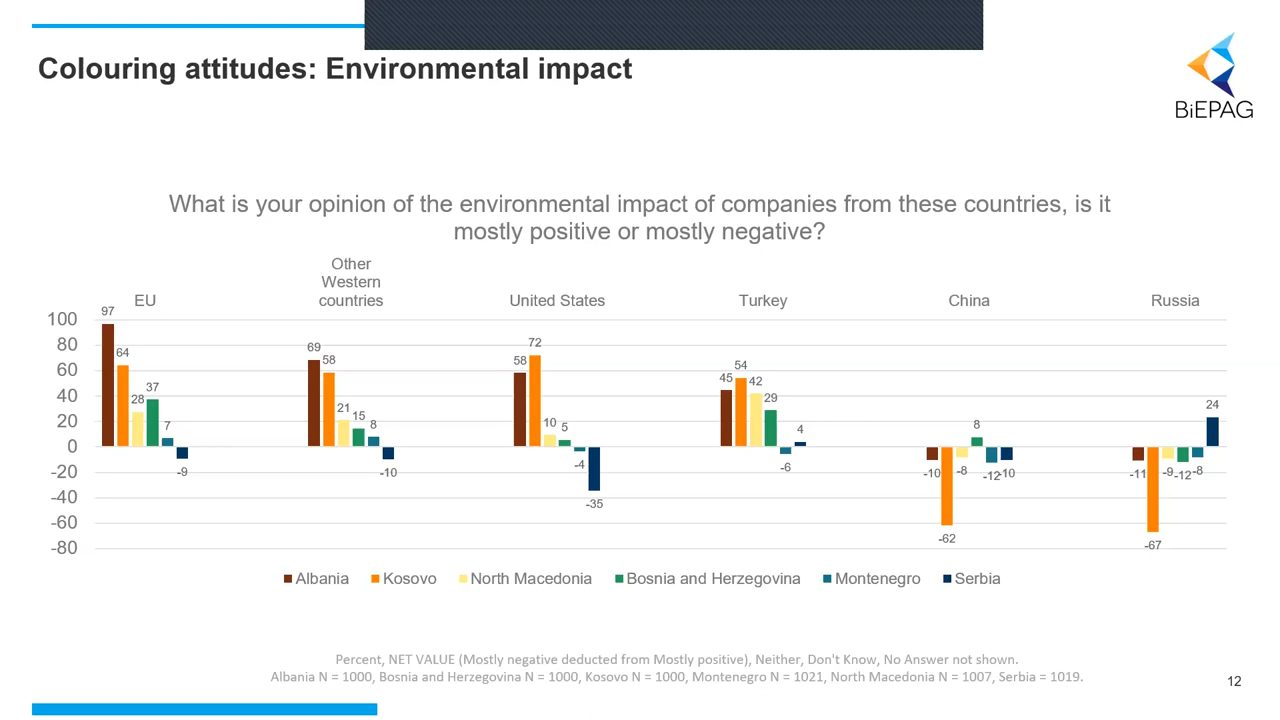 Colouring attitudes: Environmental impact
BiEPAG
What is your opinion of the environmental impact of companies from these countries, is it
mostly positive or mostly negative?
EU
Other
Western
countries
United States
Turkey
China
Russia
100
80
60
40
20
0
-20
-40
-60
-80
97
64
28
37
7
-9
69
58
21
15
8
-10
58
72
10
5
-4
-35
45
54
42
29
-6
4
-10
-62
-8
8
-12
-10
-11
-67
-9
-12
-8
24
Albania
Kosovo
North Macedonia
Bosnia and Herzegovina
Montenegro
Serbia
Percent, NET VALUE (Mostly negative deducted from Mostly positive), Neither, Don't Know, No Answer not shown.
Albania N = 1000, Bosnia and Herzegovina N = 1000, Kosovo N = 1000, Montenegro N = 1021, North Macedonia N = 1007, Serbia = 1019.
12